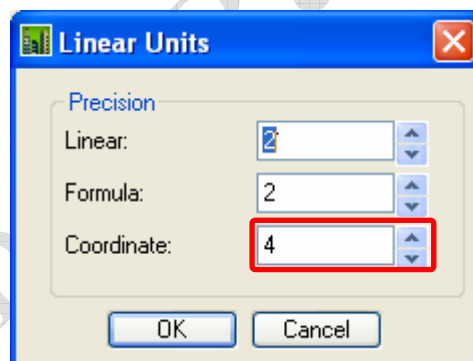 Linear Units
Precision
Linear: 2
Formula: 2
Coordinate: 4
OK Cancel